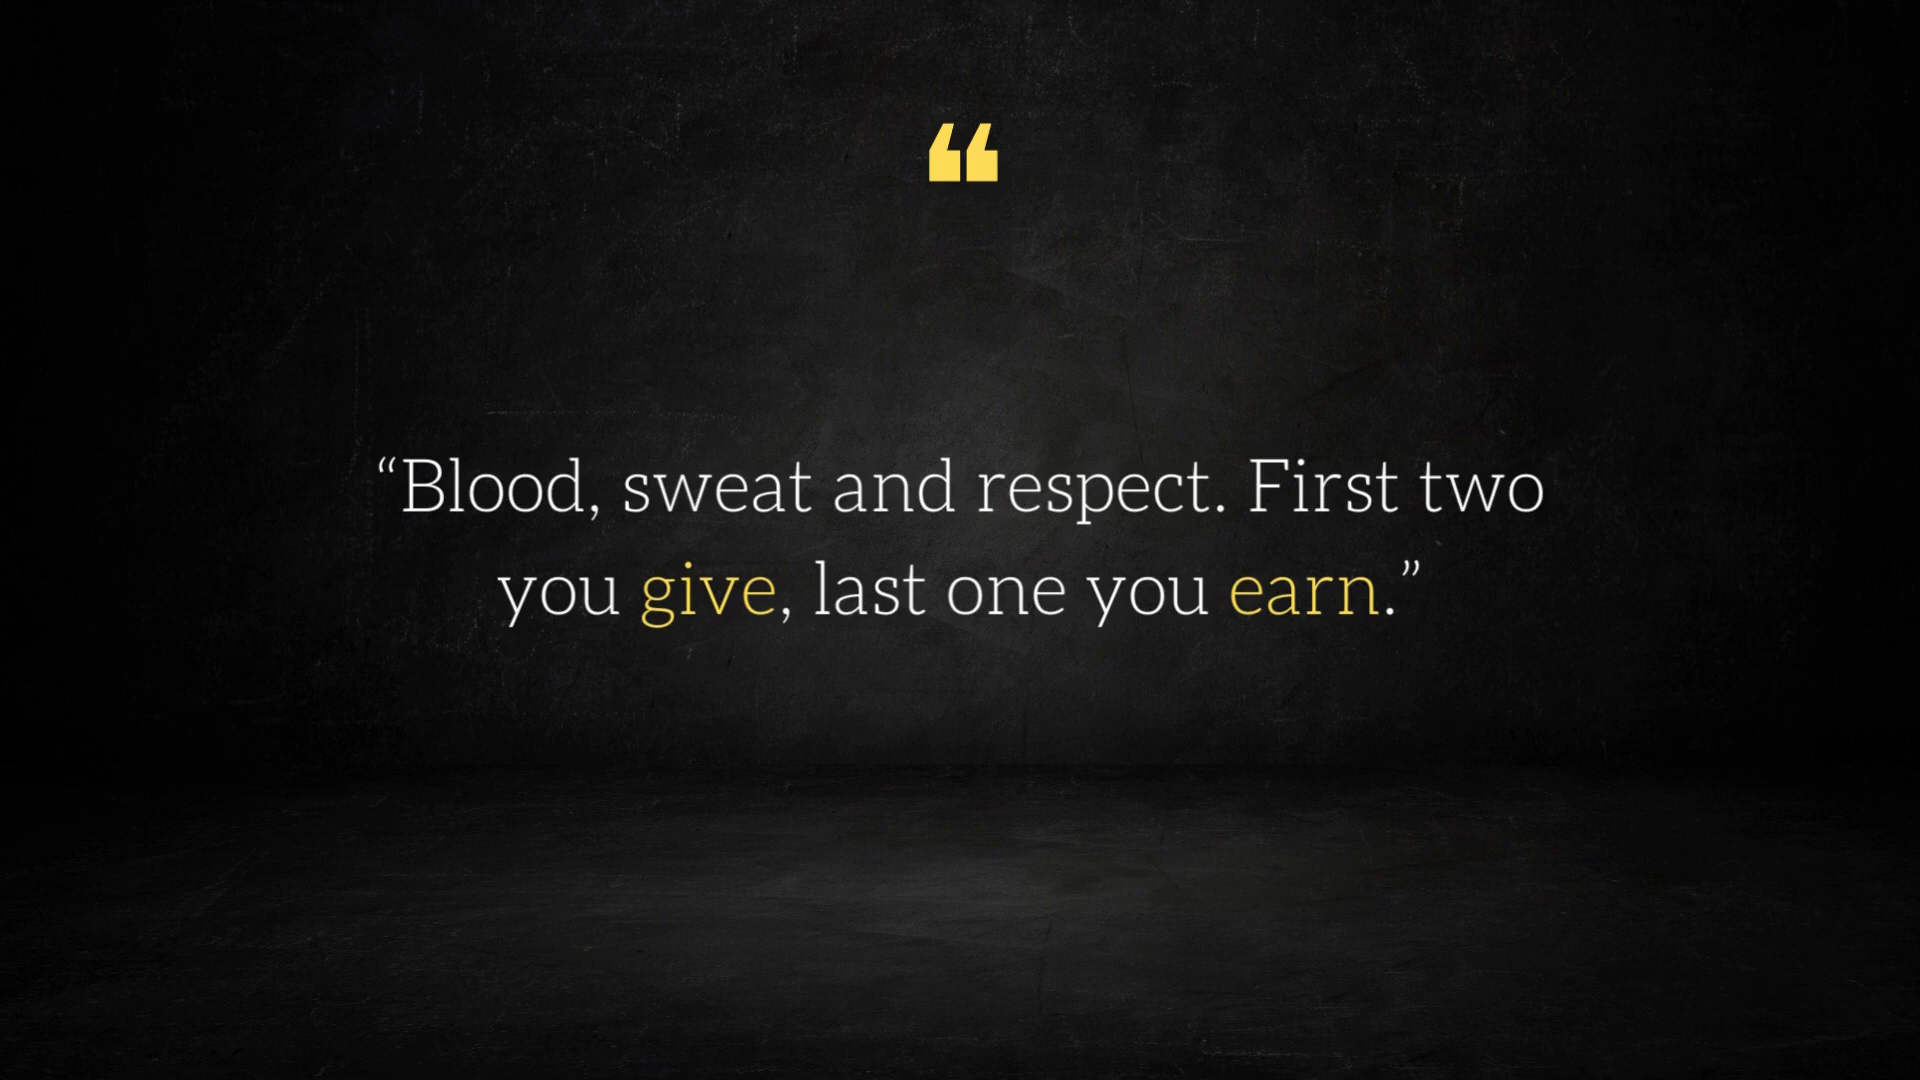 ❝
“Blood, sweat and respect. First two
you give, last one you earn.”